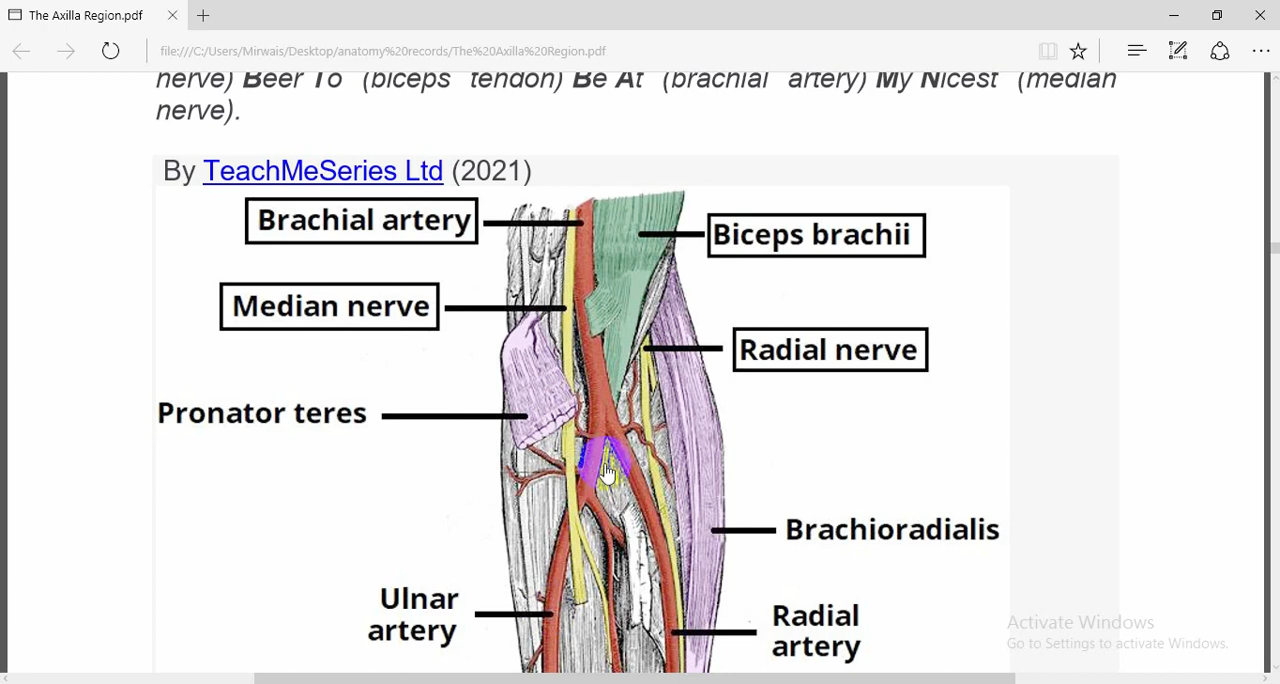 The Axilla Region.pdf
file:///C:/Users/Mirwais/Desktop/anatomy%20records/The%20Axilla%20Region.pdf
nerve) Beer To (biceps tendon) Be At (brachial artery) My Nicest (median
nerve).
By TeachMeSeries Ltd (2021)
Brachial artery
Biceps brachii
Median nerve
Radial nerve
Pronator teres
Brachioradialis
Ulnar
artery
Radial
artery
Activate Windows
Go to Settings to activate Windows.